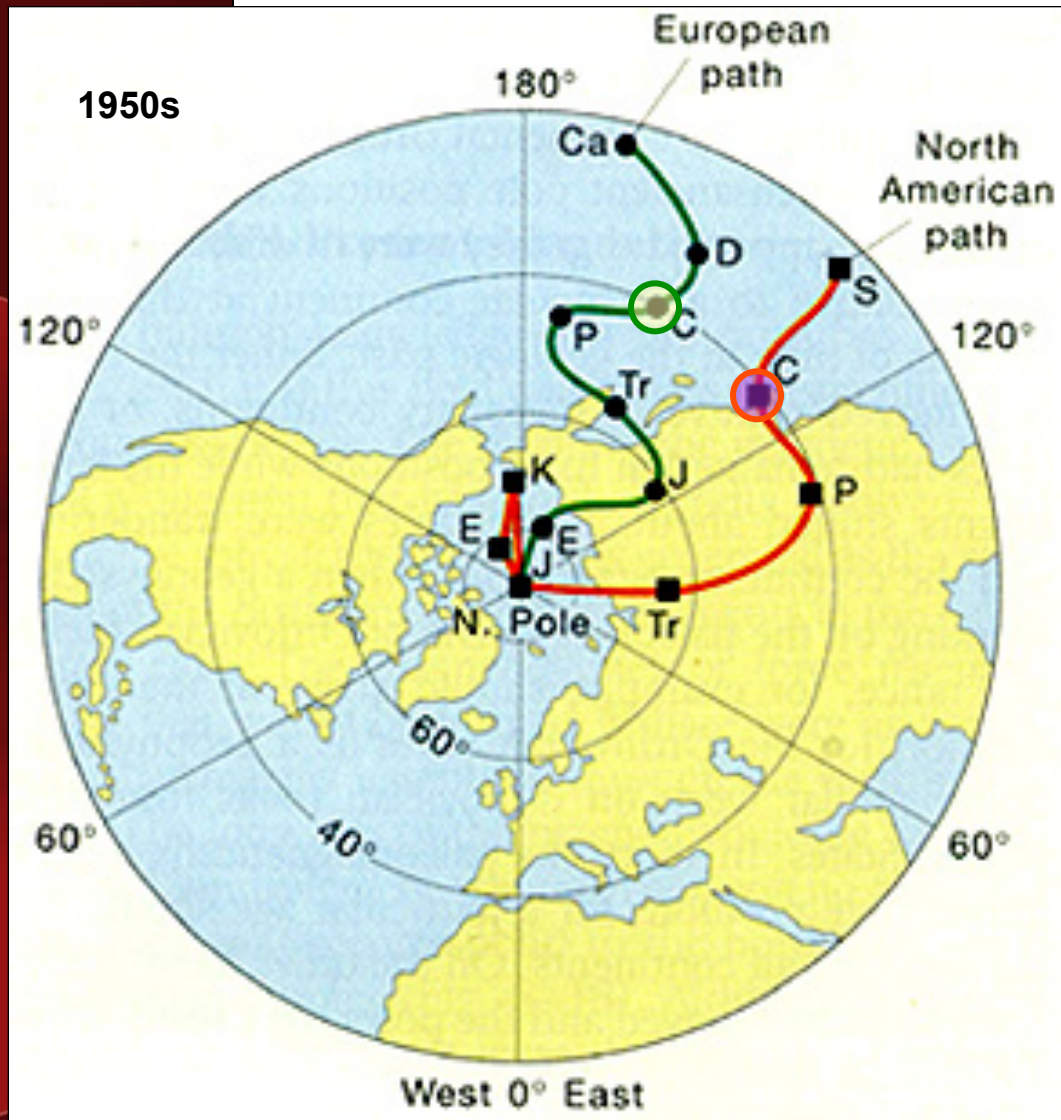 1950s
European
path
180°
North
American
path
Ca
D
S
C
P
C
120°
120°
Tr
K
J
P
E
E
J
N. Pole
Tr
60°
40°
60°
60°
West 0° East